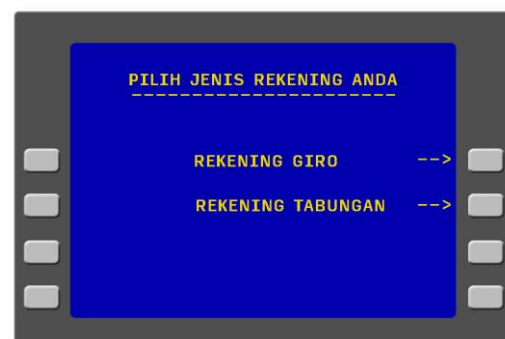 PILIH JENIS REKENING ANDA
----------------------
REKENING GIRO -->
REKENING TABUNGAN -->